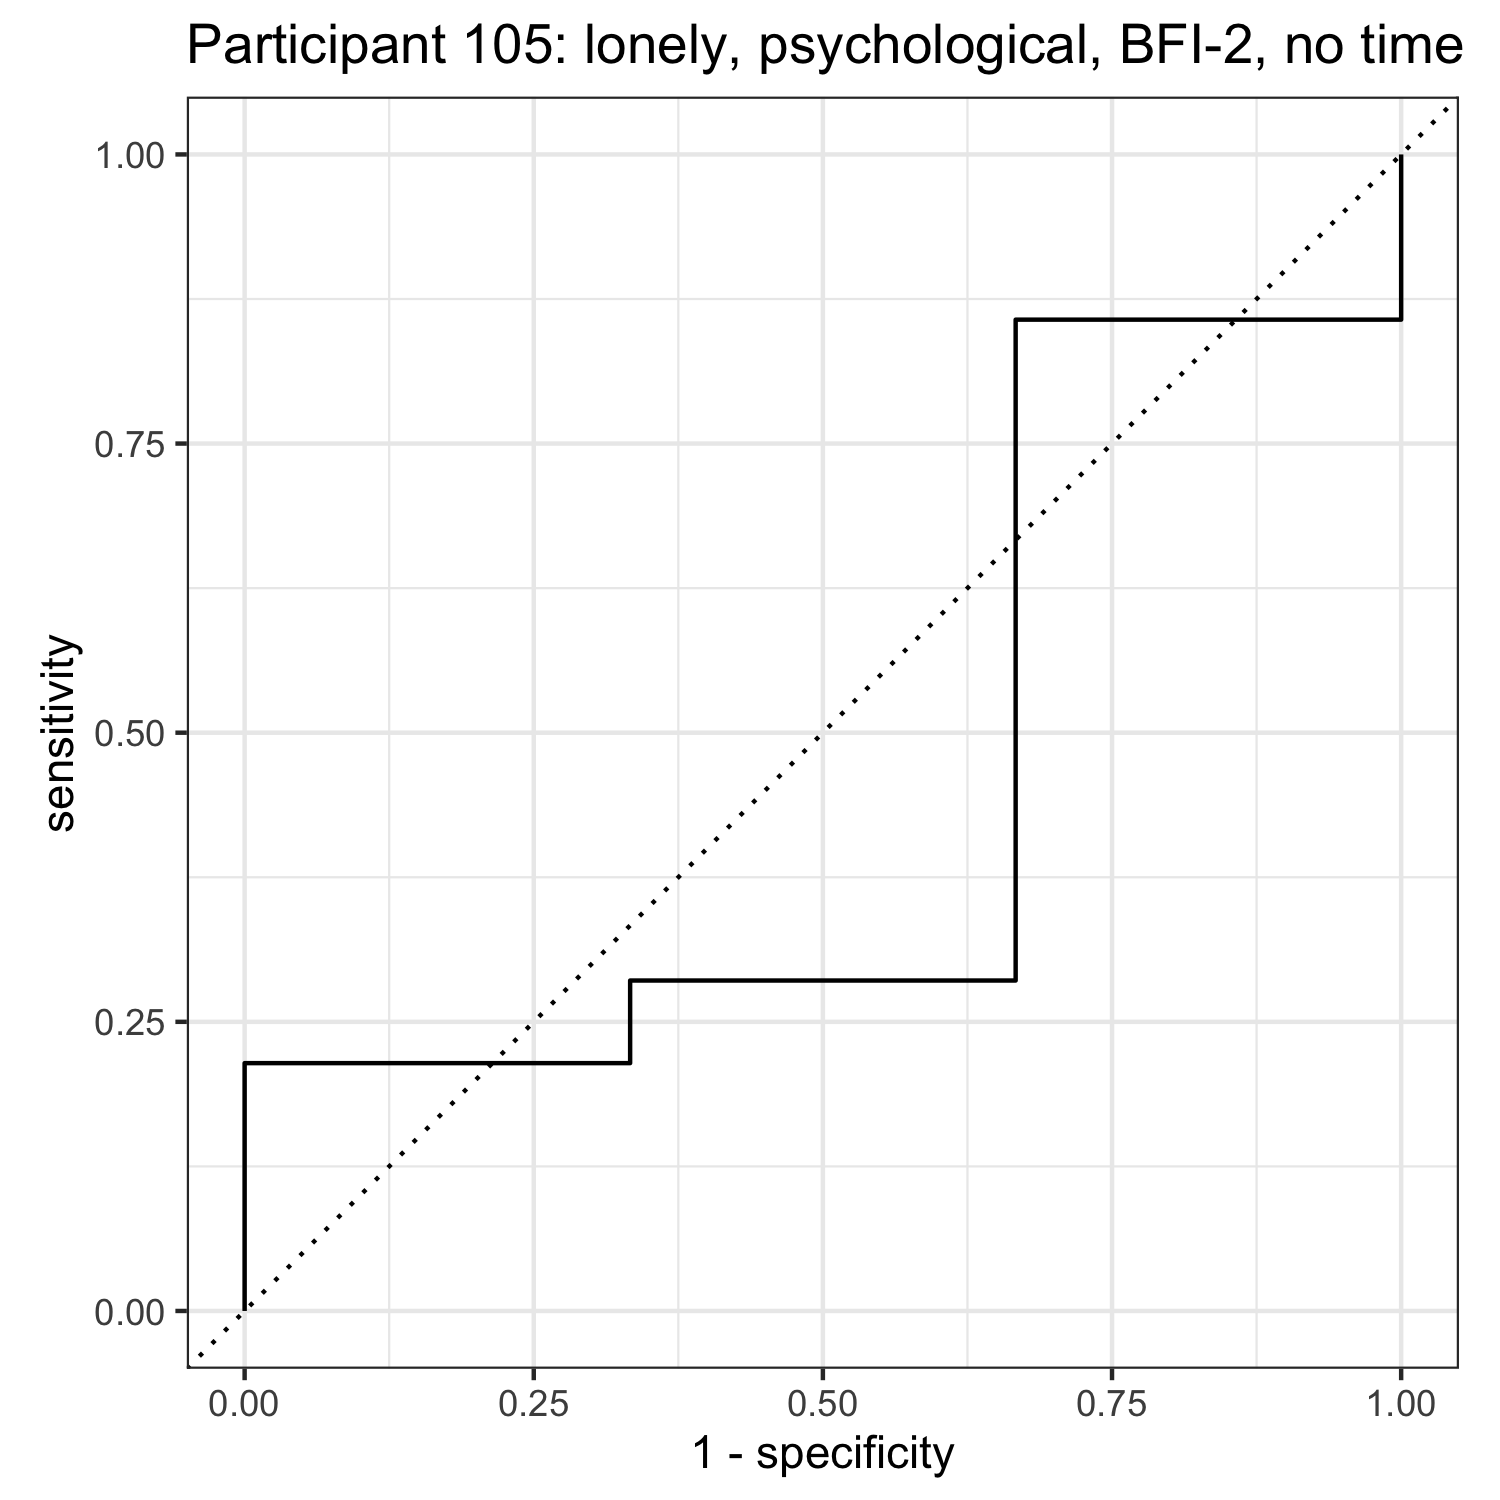 Participant 105: lonely, psychological, BFI-2, no time
1.00
0.75
0.50
0.25
0.00
sensitivity
0.00 0.25 0.50 0.75 1.00
1 - specificity